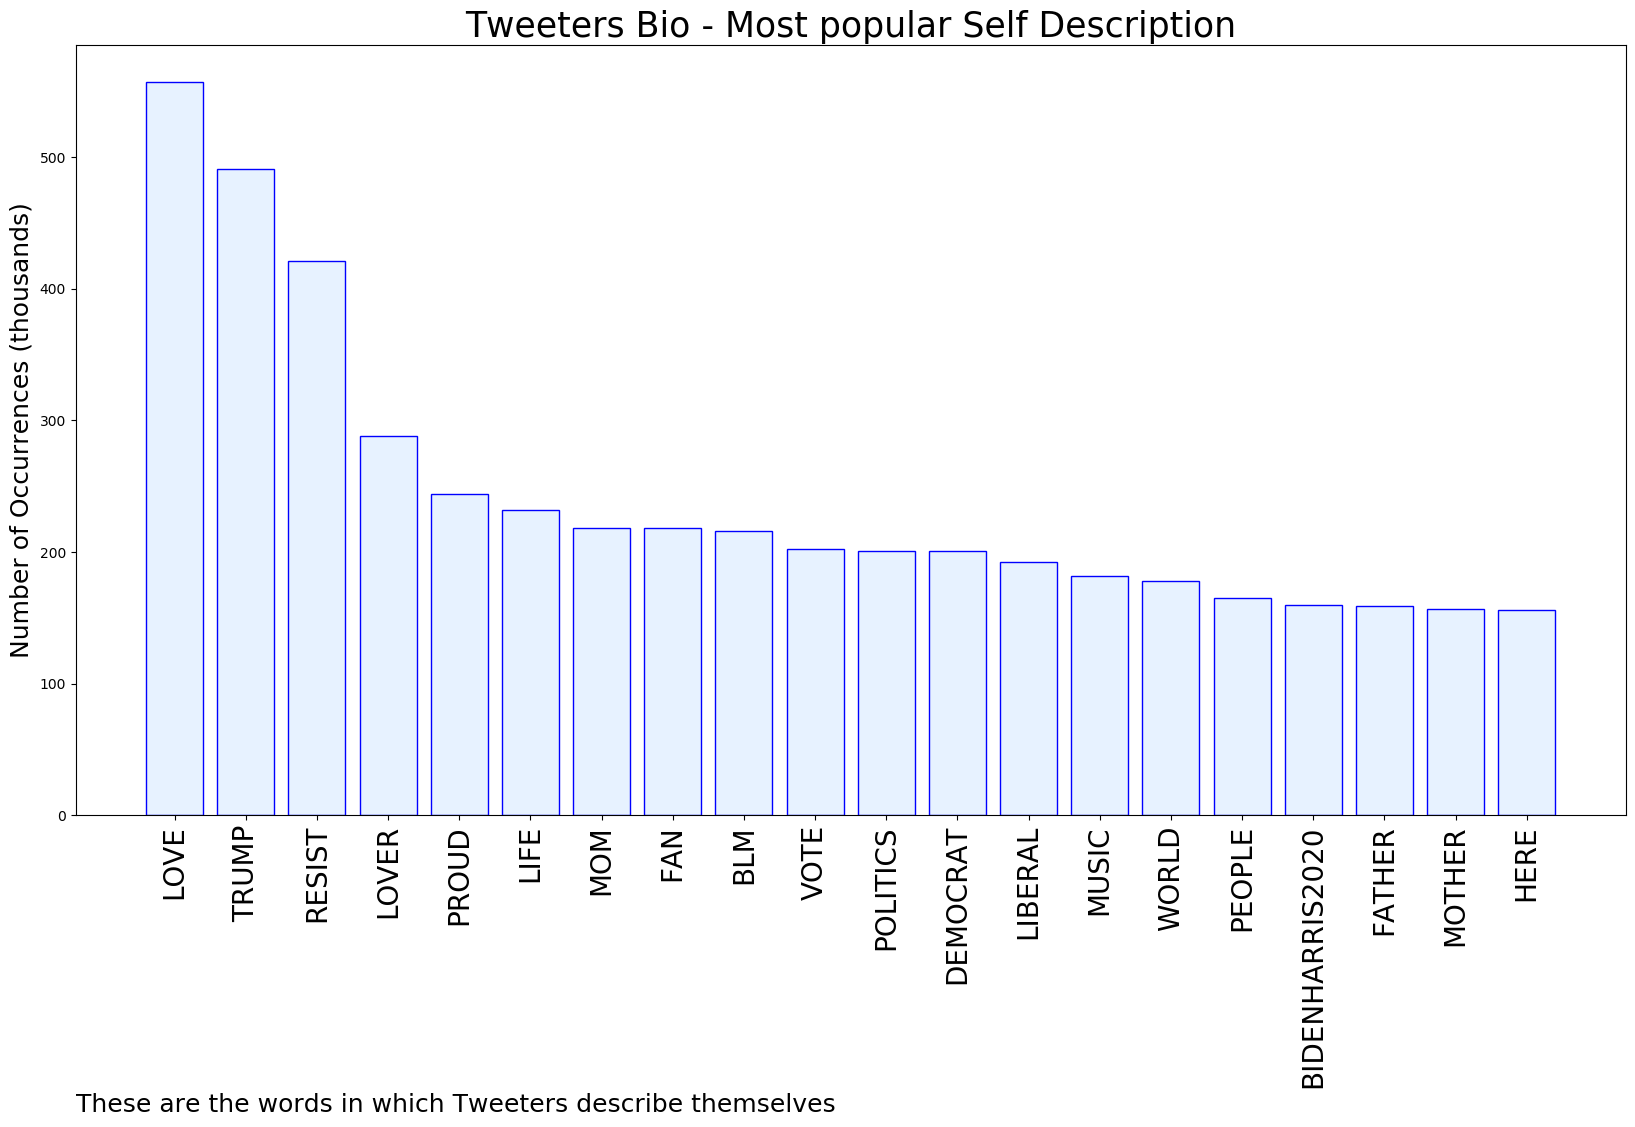 Tweeters Bio - Most popular Self Description
Number of Occurrences (thousands)
500
400
300
200
100
0
LOVE
TRUMP
RESIST
LOVER
PROUD
LIFE
MOM
FAN
BLM
VOTE
POLITICS
DEMOCRAT
LIBERAL
MUSIC
WORLD
PEOPLE
BIDENHARRIS2020
FATHER
MOTHER
HERE
These are the words in which Tweeters describe themselves